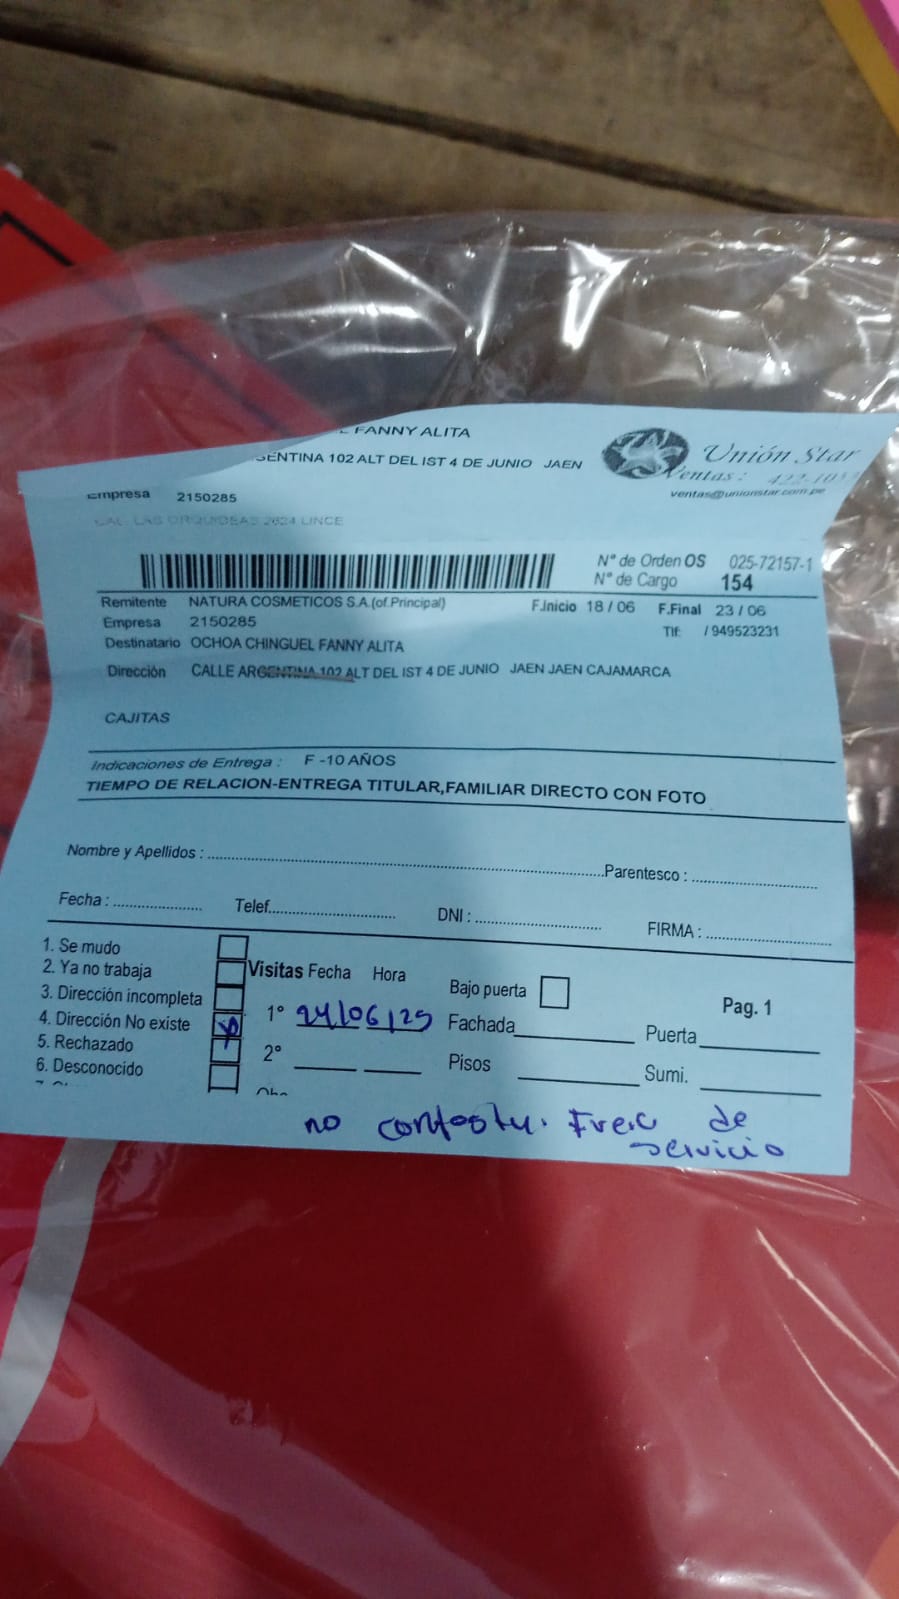 FANNY ALITA
ENTINA 102 ALT DEL IST 4 DE JUNIO JAEN
Unión Star
Ventas :
ventas@unionstar.com.pe
Empresa 2150285
CAL. LAS ORQUIDEAS 2624 LINCE
N° de Orden OS 025-72157-1
N° de Cargo 154
Remitente NATURA COSMETICOS S.A.(of.Principal) F.Inicio 18 / 06 F.Final 23 / 06
Empresa 2150285 Tlf: / 949523231
Destinatario OCHOA CHINGUEL FANNY ALITA
Dirección CALLE ARGENTINA 102 ALT DEL IST 4 DE JUNIO JAEN JAEN CAJAMARCA
CAJITAS
Indicaciones de Entrega : F -10 AÑOS
TIEMPO DE RELACION-ENTREGA TITULAR,FAMILIAR DIRECTO CON FOTO
Nombre y Apellidos : Parentesco :
Fecha : Telef. DNI : FIRMA :
1. Se mudo
2. Ya no trabaja Visitas Fecha Hora Bajo puerta Pag. 1
3. Dirección incompleta
4. Dirección No existe 1° 24/06/25 Fachada Puerta
5. Rechazado 2° Pisos Sumi.
6. Desconocido
no contesta. Fuera de
servicio